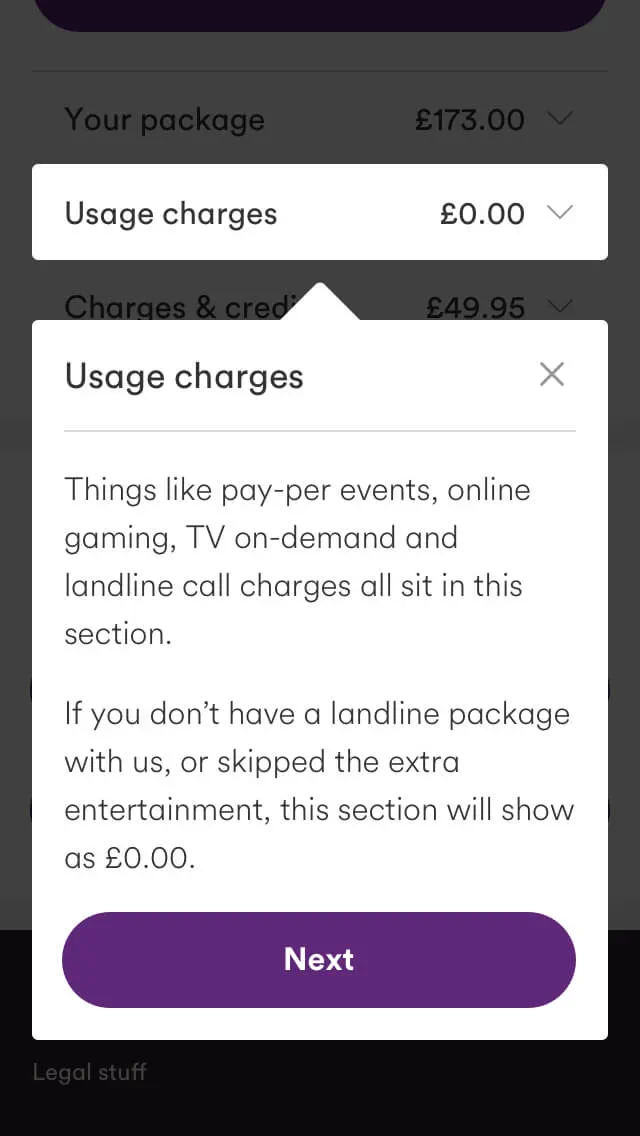 Your package £173.00
Usage charges £0.00
Charges & credi £49.95
Usage charges
Things like pay-per events, online
gaming, TV on-demand and
landline call charges all sit in this
section.
If you don’t have a landline package
with us, or skipped the extra
entertainment, this section will show
as £0.00.
Next
Legal stuff